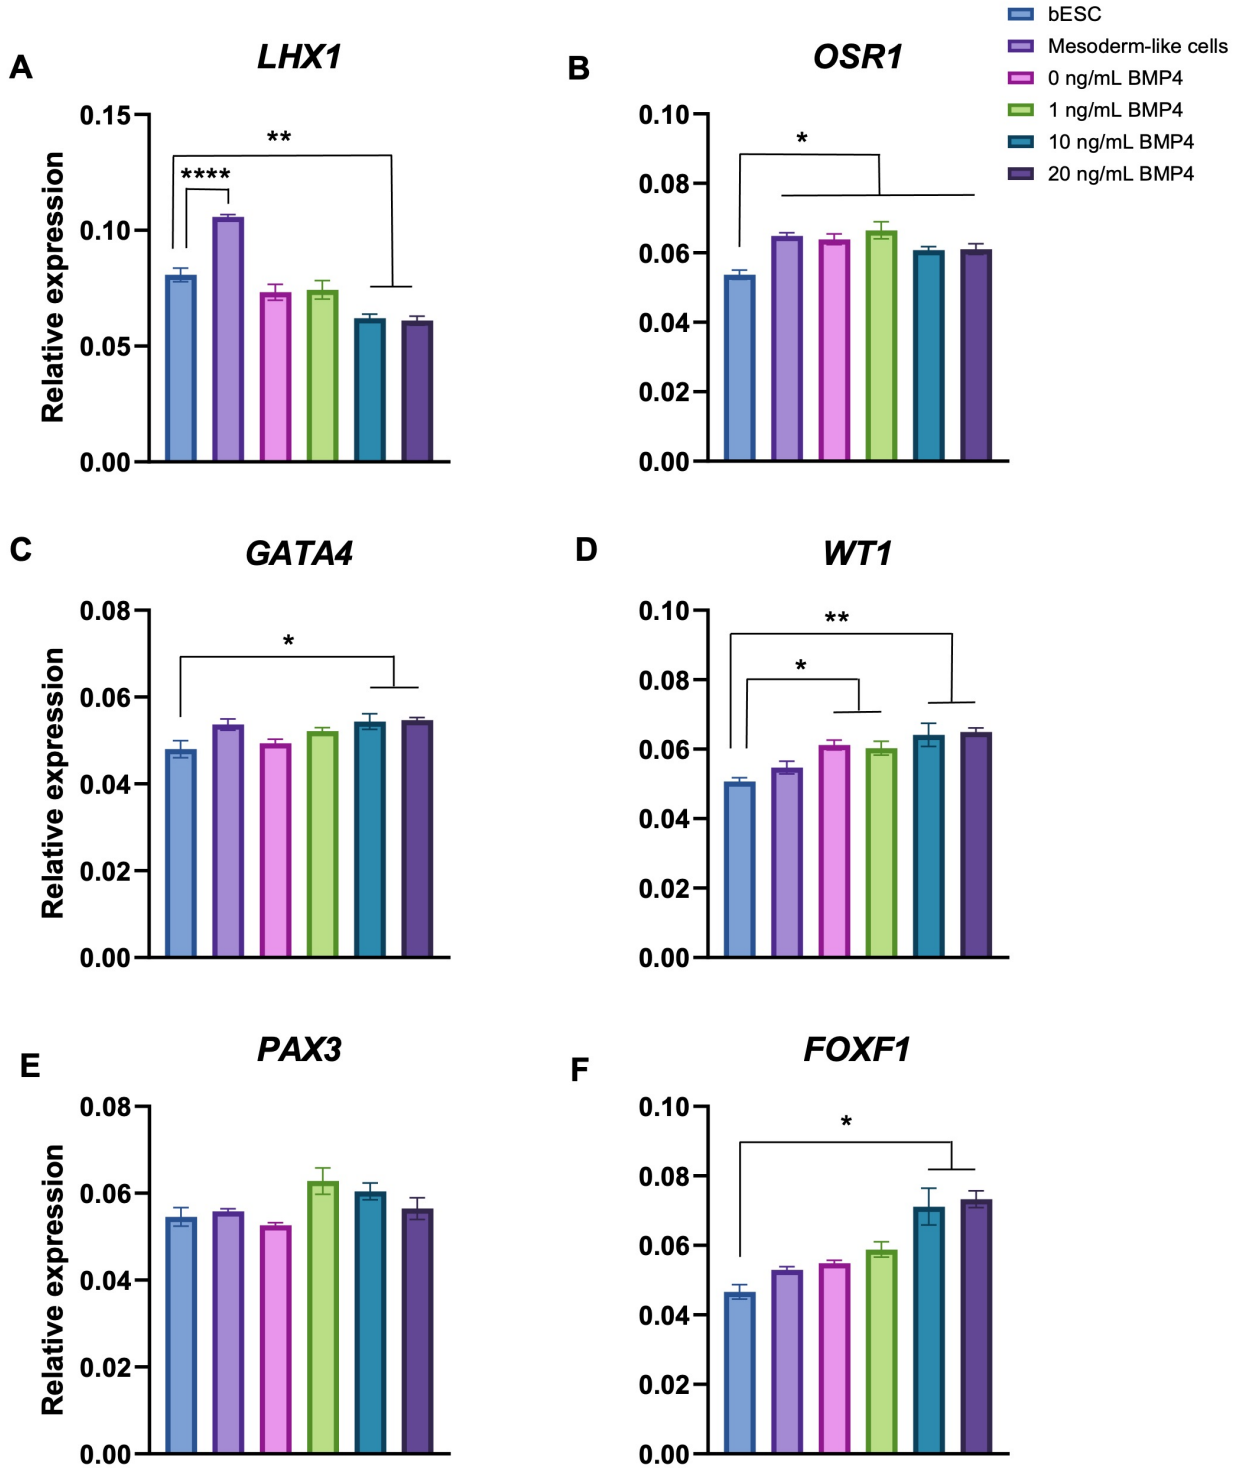 bESC
Mesoderm-like cells
0 ng/mL BMP4
1 ng/mL BMP4
10 ng/mL BMP4
20 ng/mL BMP4
A
LHX1
Relative expression
0.15
0.10
0.05
0.00
**
****
B
OSR1
0.10
0.08
0.06
0.04
0.02
0.00
*
C
GATA4
Relative expression
0.08
0.06
0.04
0.02
0.00
*
D
WT1
0.10
0.08
0.06
0.04
0.02
0.00
**
*
E
PAX3
Relative expression
0.08
0.06
0.04
0.02
0.00
F
FOXF1
0.10
0.08
0.06
0.04
0.02
0.00
*